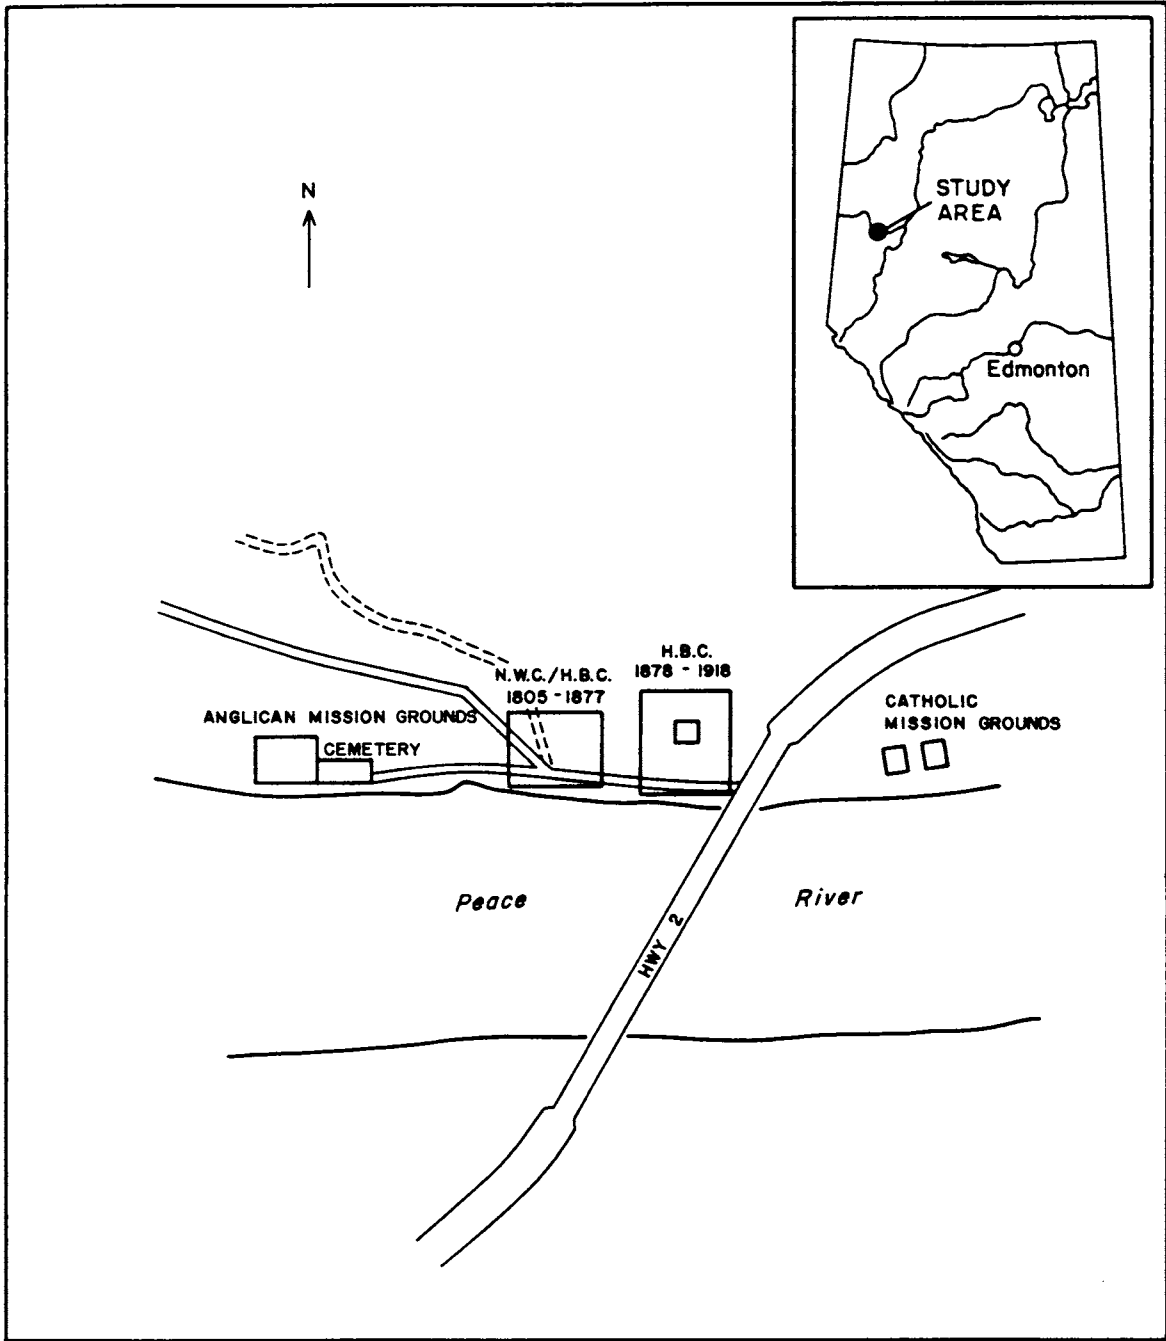 N
STUDY
AREA
Edmonton
N.W.C./H.B.C.
1805 - 1877
H.B.C.
1878 - 1918
ANGLICAN MISSION GROUNDS
CEMETERY
CATHOLIC
MISSION GROUNDS
Peace
River
HWY 2